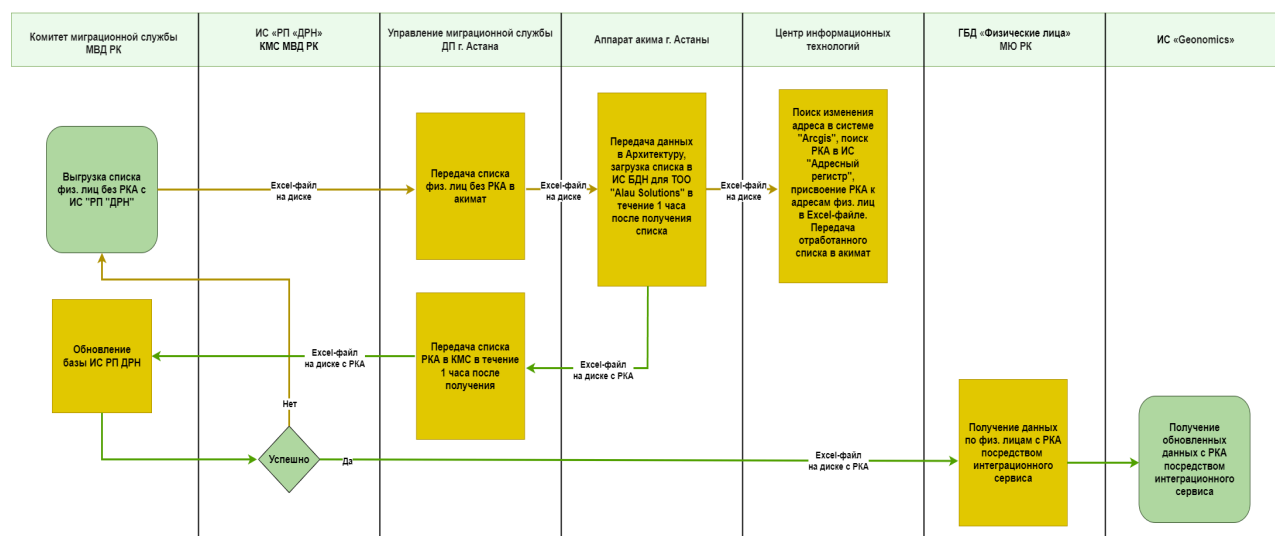 Комитет миграционной службы
МВД РК
ИС «РП «ДРН»
КМС МВД РК
Управление миграционной службы
ДП г. Астана
Аппарат акима г. Астаны
Центр информационных
технологий
ГБД «Физические лица»
МЮ РК
ИС «Geonomics»
Выгрузка списка
физ. лиц без РКА с
ИС "РП "ДРН"
Excel-файл
на диске
Передача списка
физ. лиц без РКА в
акимат
Excel-файл
на диске
Передача данных
в Архитектуру,
загрузка списка в
ИС БДН для ТОО
"Alau Solutions" в
течение 1 часа
после получения
списка
Excel-файл
на диске
Поиск изменения
адреса в системе
"Arcgis", поиск
РКА в ИС
"Адресный
регистр",
присвоение РКА к
адресам физ. лиц
в Excel-файле.
Передача
отработанного
списка в акимат
Обновление
базы ИС РП ДРН
Excel-файл
на диске с РКА
Передача списка
РКА в КМС в течение
1 часа после
получения
Excel-файл
на диске с РКА
Нет
Успешно
Да
Excel-файл
на диске с РКА
Получение данных
по физ. лицам с РКА
посредством
интеграционного
сервиса
Получение
обновленных
данных с РКА
посредством
интеграционного
сервиса